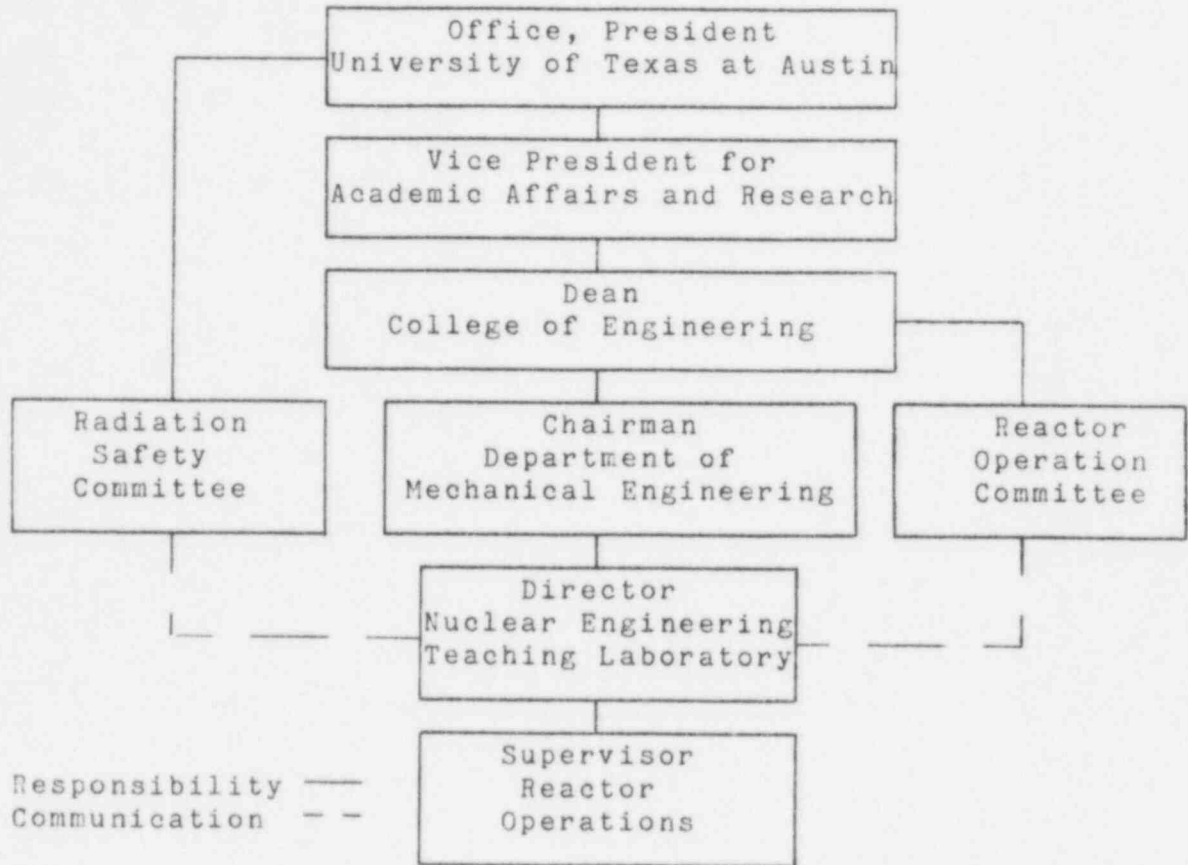 Office, President
University of Texas at Austin
Vice President for
Academic Affairs and Research
Dean
College of Engineering
Radiation
Safety
Committee
Chairman
Department of
Mechanical Engineering
Reactor
Operation
Committee
Director
Nuclear Engineering
Teaching Laboratory
Supervisor
Reactor
Operations
Responsibility
Communication